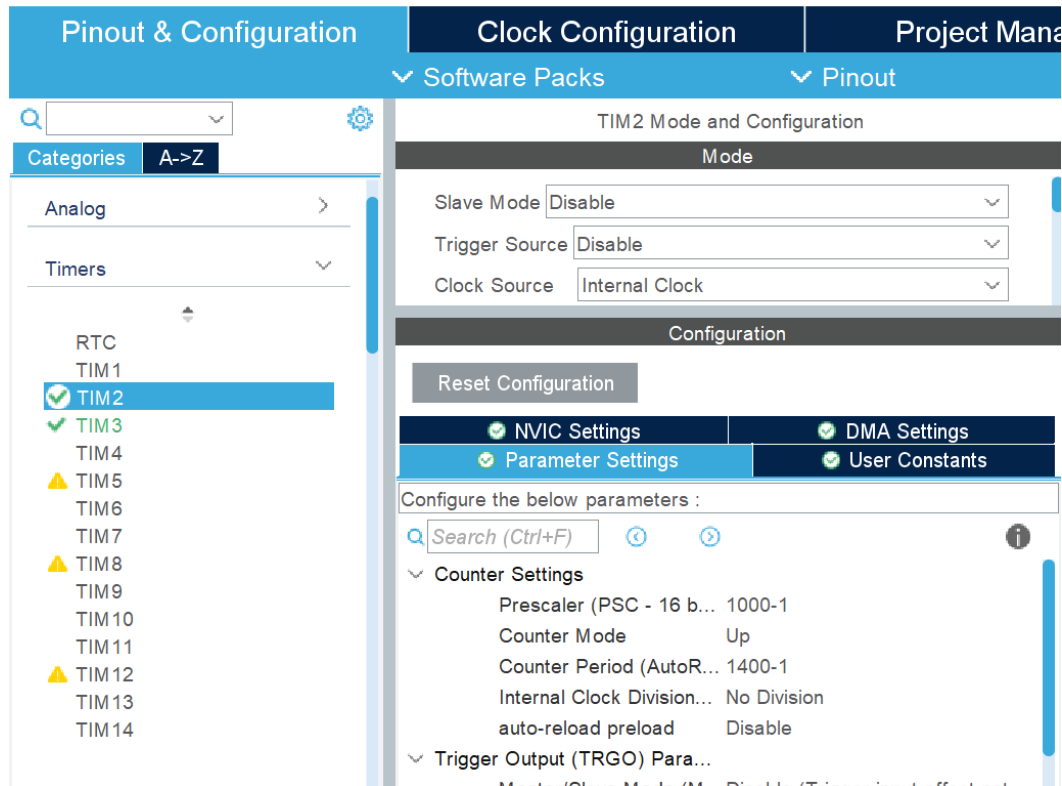 Pinout & Configuration
Clock Configuration
Project Mana
Software Packs
Pinout
Categories
A->Z
Analog
Timers
RTC
TIM1
TIM2
TIM3
TIM4
TIM5
TIM6
TIM7
TIM8
TIM9
TIM10
TIM11
TIM12
TIM13
TIM14
TIM2 Mode and Configuration
Mode
Slave Mode Disable
Trigger Source Disable
Clock Source Internal Clock
Configuration
Reset Configuration
NVIC Settings
DMA Settings
Parameter Settings
User Constants
Configure the below parameters :
Search (Ctrl+F)
Counter Settings
Prescaler (PSC - 16 b... 1000-1
Counter Mode Up
Counter Period (AutoR... 1400-1
Internal Clock Division... No Division
auto-reload preload Disable
Trigger Output (TRGO) Para...